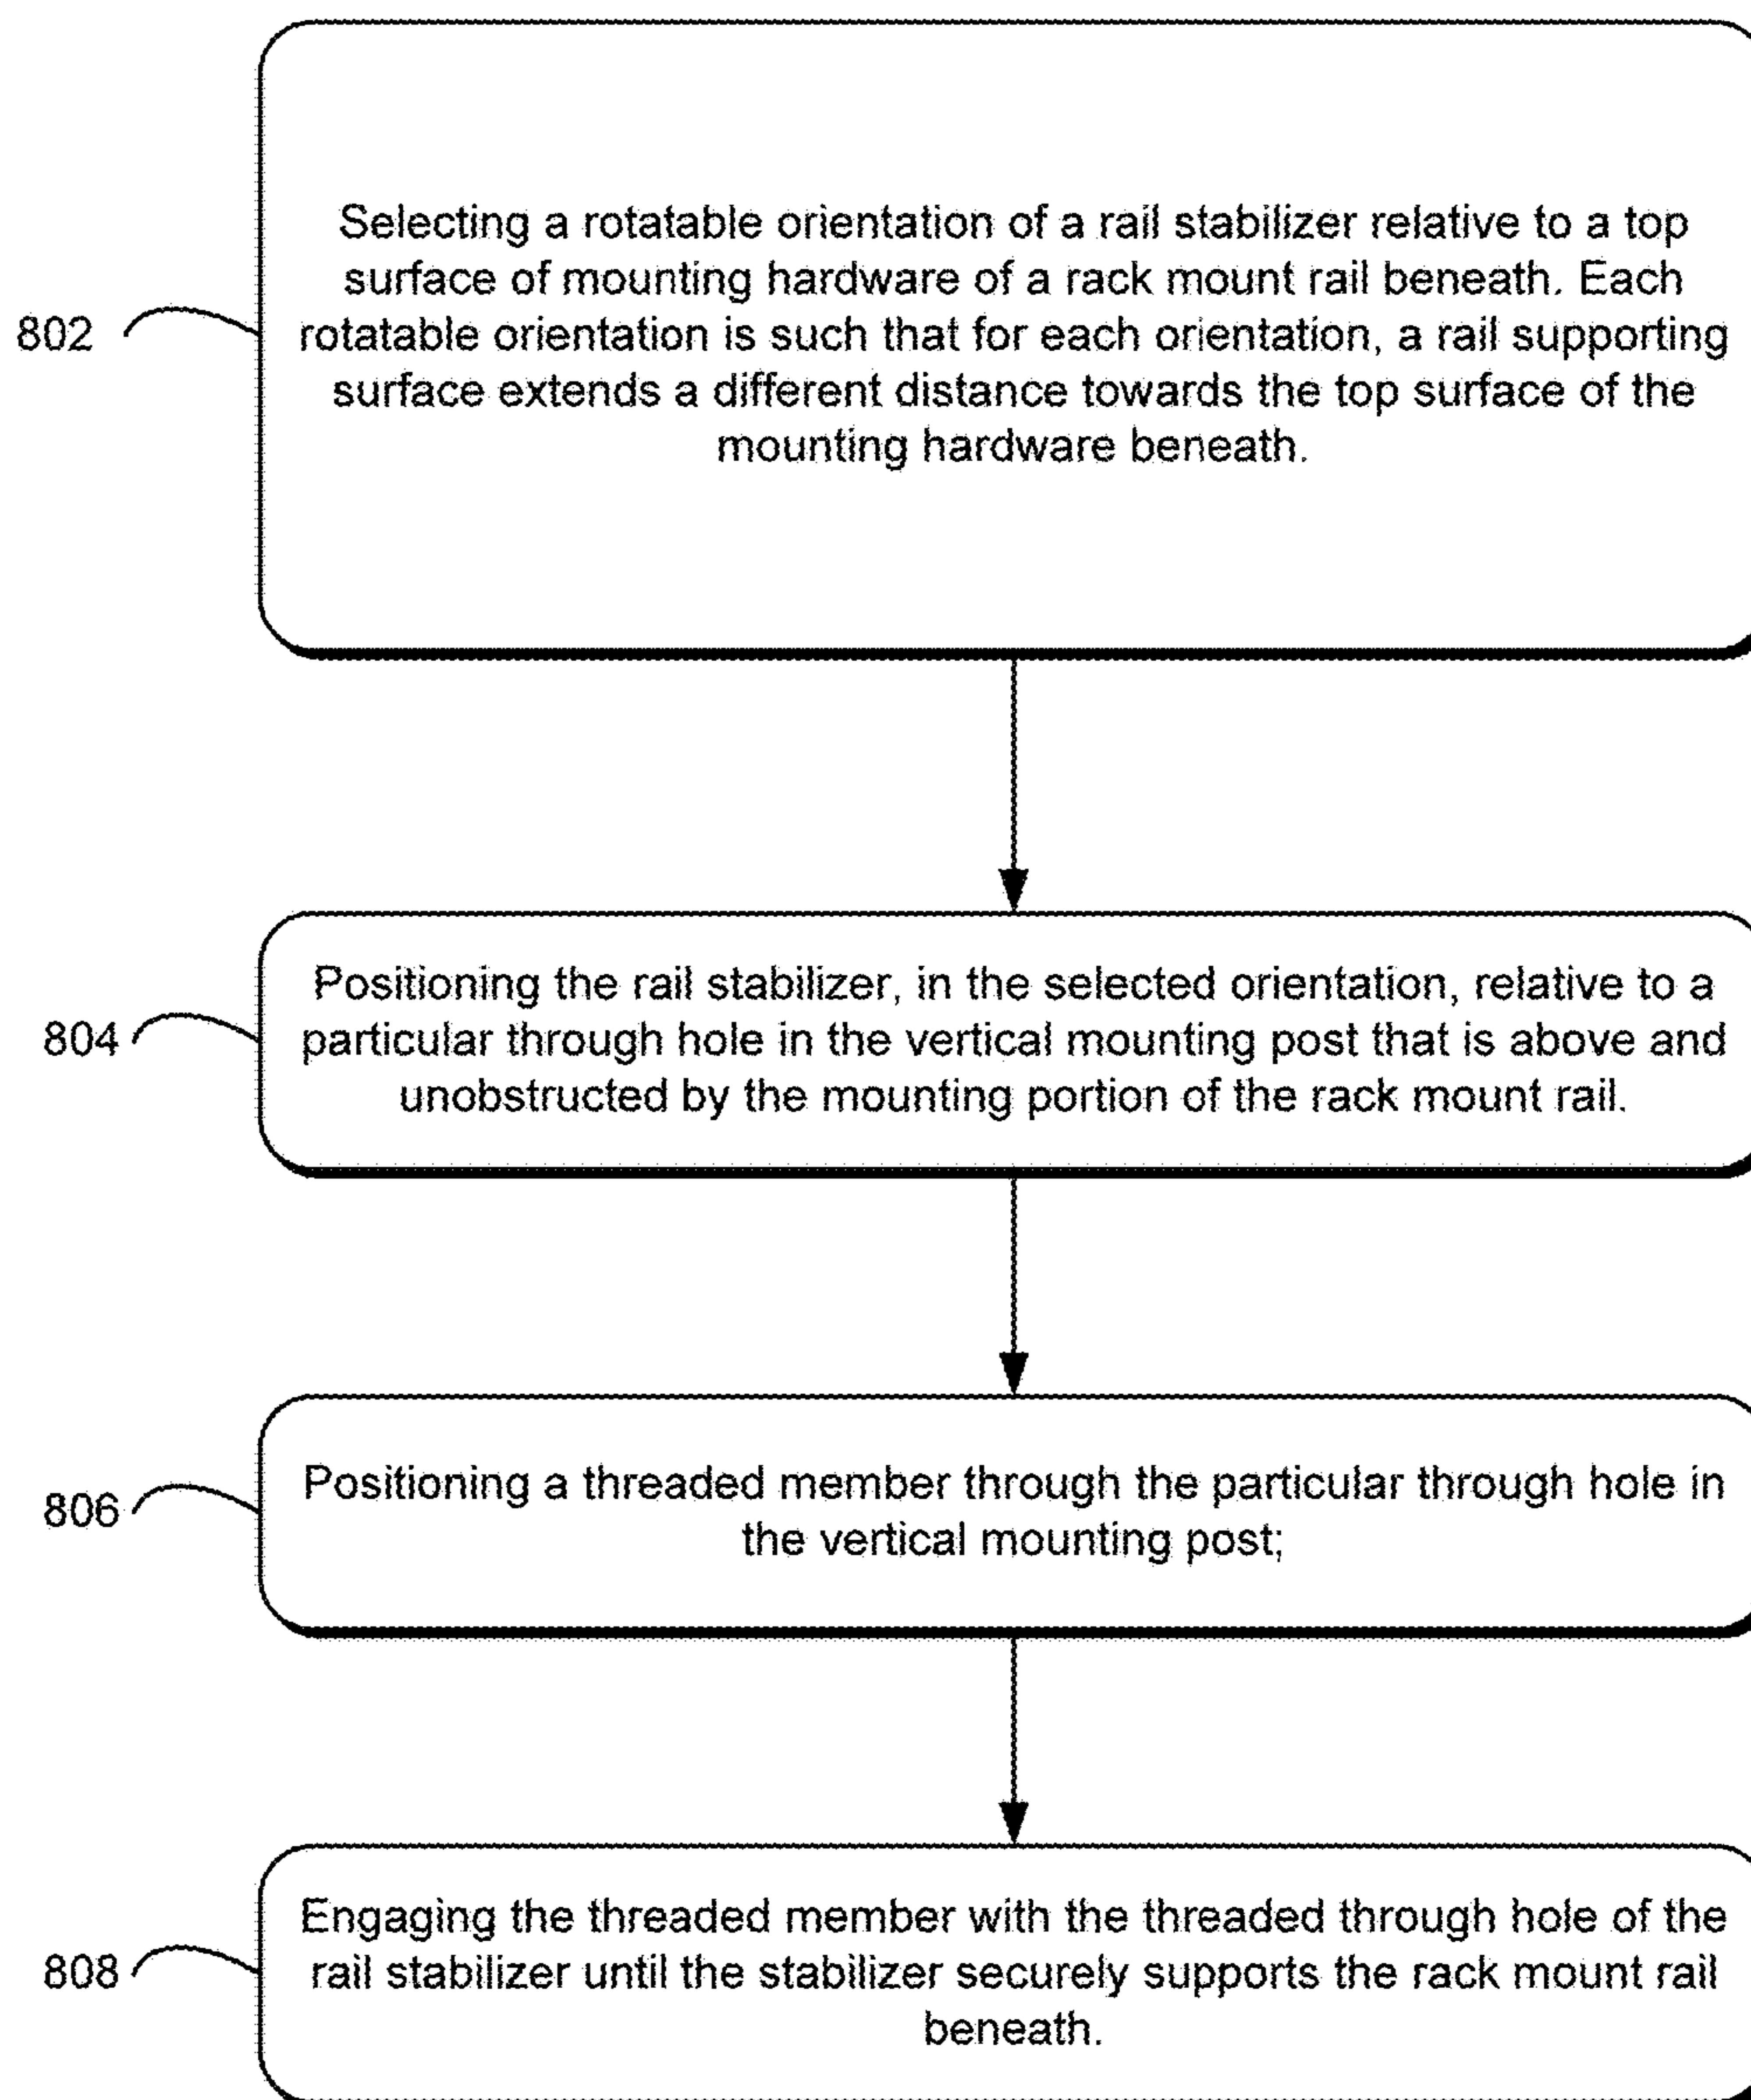 Selecting a rotatable orientation of a rail stabilizer relative to a top
surface of mounting hardware of a rack mount rail beneath. Each
802
rotatable orientation is such that for each orientation, a rail supporting
surface extends a different distance towards the top surface of the
mounting hardware beneath.
Positioning the rail stabilizer, in the selected orientation, relative to a
804
particular through hole in the vertical mounting post that is above and
unobstructed by the mounting portion of the rack mount rail.
806
Positioning a threaded member through the particular through hole in
the vertical mounting post;
Engaging the threaded member with the threaded through hole of the
808
rail stabilizer until the stabilizer securely supports the rack mount rail
beneath.